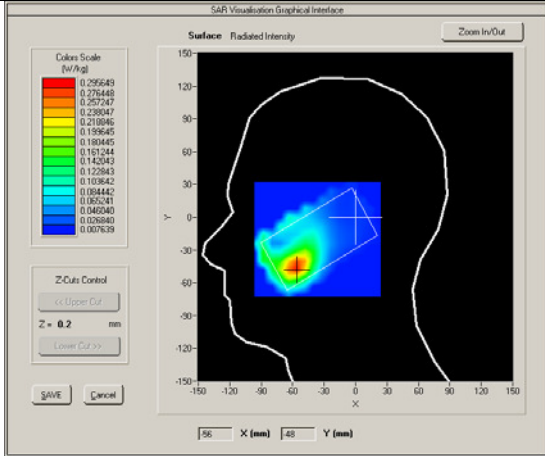 SAR Visualisation Graphical Interface
Surface Radiated Intensity
Zoom In/Out
Colors Scale
(W/kg)
0.295649
0.276448
0.257247
0.238047
0.218846
0.199645
0.180445
0.161244
0.142043
0.122843
0.103642
0.084442
0.065241
0.046040
0.026840
0.007639
Z-Cuts Control
<< Upper Cut
Z = 0.2 mm
Lower Cut >>
SAVE Cancel
150-
120-
90-
60-
30-
Y 0-
-30-
-60-
-90-
-120-
-150-
-150 -120 -90 -60 -30 0 30 60 90 120 150
X
-56 X (mm) -48 Y (mm)